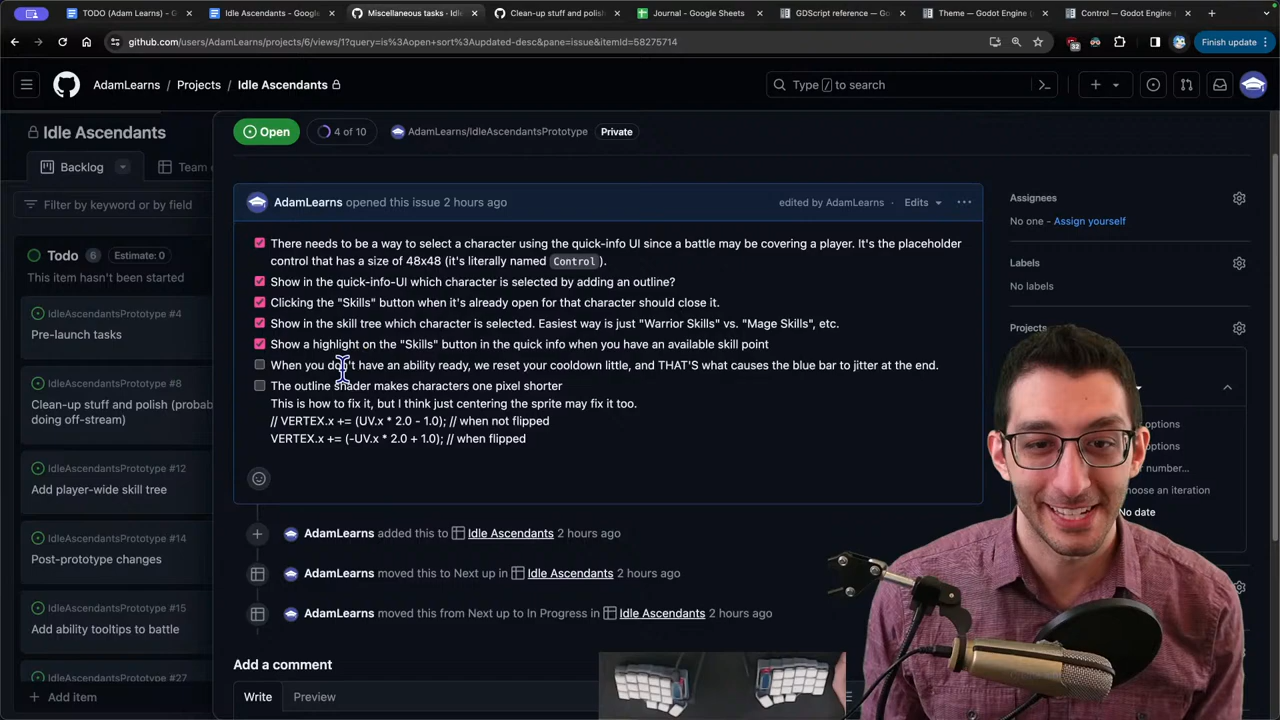 TODO (Adam Learns) - G
Idle Ascendants - Google
Miscellaneous tasks · Idl
Clean-up stuff and polish
Journal - Google Sheets
GDScript reference — Go
Theme — Godot Engine (
Control — Godot Engine (
github.com/users/AdamLearns/projects/6/views/1?query=is%3Aopen+sort%3Aupdated-desc&pane=issue&itemId=58275714
32
Finish update
AdamLearns / Projects / Idle Ascendants
Type / to search
Idle Ascendants
Backlog
Team c
Filter by keyword or by field
Todo 6 Estimate: 0
This item hasn't been started
IdleAscendantsPrototype #4
Pre-launch tasks
IdleAscendantsPrototype #8
Clean-up stuff and polish (probab
doing off-stream)
IdleAscendantsPrototype #12
Add player-wide skill tree
IdleAscendantsPrototype #14
Post-prototype changes
IdleAscendantsPrototype #15
Add ability tooltips to battle
IdleAscendantsPrototype #27
Add item
Open
4 of 10
AdamLearns/IdleAscendantsPrototype
Private
AdamLearns opened this issue 2 hours ago
edited by AdamLearns · Edits
There needs to be a way to select a character using the quick-info UI since a battle may be covering a player. It's the placeholder
control that has a size of 48x48 (it's literally named Control ).
Show in the quick-info-UI which character is selected by adding an outline?
Clicking the "Skills" button when it's already open for that character should close it.
Show in the skill tree which character is selected. Easiest way is just "Warrior Skills" vs. "Mage Skills", etc.
Show a highlight on the "Skills" button in the quick info when you have an available skill point
When you don't have an ability ready, we reset your cooldown little, and THAT'S what causes the blue bar to jitter at the end.
The outline shader makes characters one pixel shorter
This is how to fix it, but I think just centering the sprite may fix it too.
// VERTEX.x += (UV.x * 2.0 - 1.0); // when not flipped
VERTEX.x += (-UV.x * 2.0 + 1.0); // when flipped
AdamLearns added this to Idle Ascendants 2 hours ago
AdamLearns moved this to Next up in Idle Ascendants 2 hours ago
AdamLearns moved this from Next up to In Progress in Idle Ascendants 2 hours ago
Add a comment
Write
Preview
Assignees
No one - Assign yourself
Labels
No labels
Projects
ptions
ptions
r number...
hoose an iteration
No date